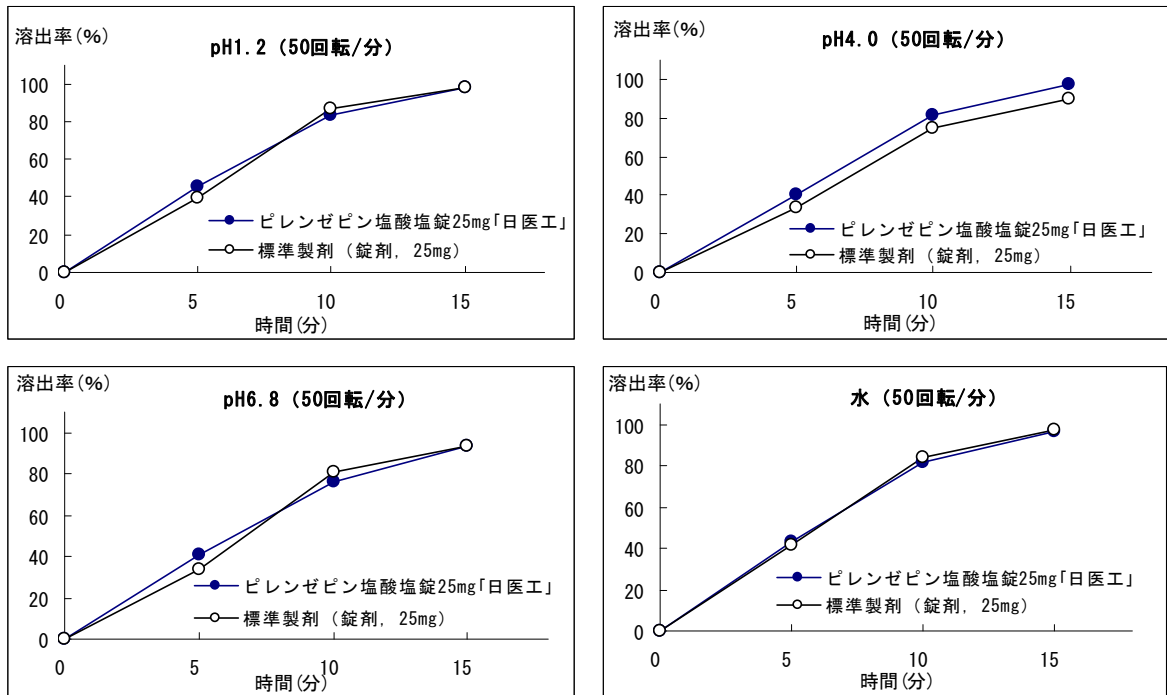 溶出率(%)
pH1.2 (50回転/分)
100
80
60
40
20
0
ピレンゼピン塩酸塩錠25mg「日医工」
標準製剤 (錠剤, 25mg)
0 5 10 15
時間(分)
溶出率(%)
pH4.0 (50回転/分)
100
80
60
40
20
0
ピレンゼピン塩酸塩錠25mg「日医工」
標準製剤 (錠剤, 25mg)
0 5 10 15
時間(分)
溶出率(%)
pH6.8 (50回転/分)
100
80
60
40
20
0
ピレンゼピン塩酸塩錠25mg「日医工」
標準製剤 (錠剤, 25mg)
0 5 10 15
時間(分)
溶出率(%)
水 (50回転/分)
100
80
60
40
20
0
ピレンゼピン塩酸塩錠25mg「日医工」
標準製剤 (錠剤, 25mg)
0 5 10 15
時間(分)